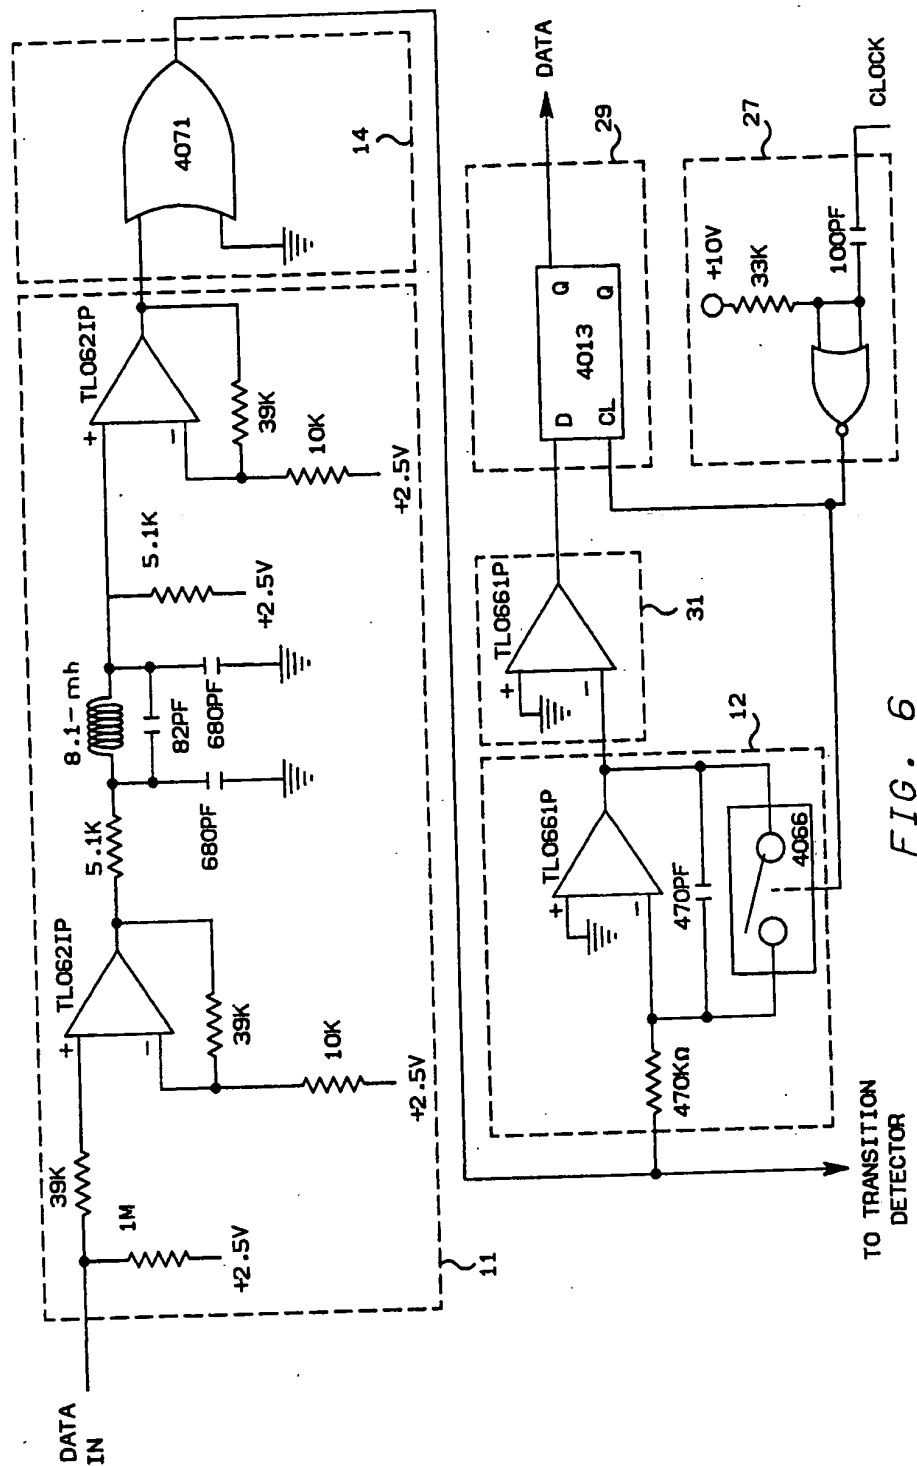 DATA
IN
39K
1M
+2.5V
TL062IP
+
−
39K
10K
+2.5V
5.1K
8.1-mh
82PF
680PF
680PF
5.1K
+2.5V
TL062IP
+
−
39K
10K
+2.5V
11
4071
14
TO TRANSITION
DETECTOR
470KΩ
TL0661P
+
−
470PF
4066
12
TL0661P
+
−
31
D
Q
4013
CL
Q
29
DATA
+10V
33K
100PF
27
CLOCK
FIG. 6